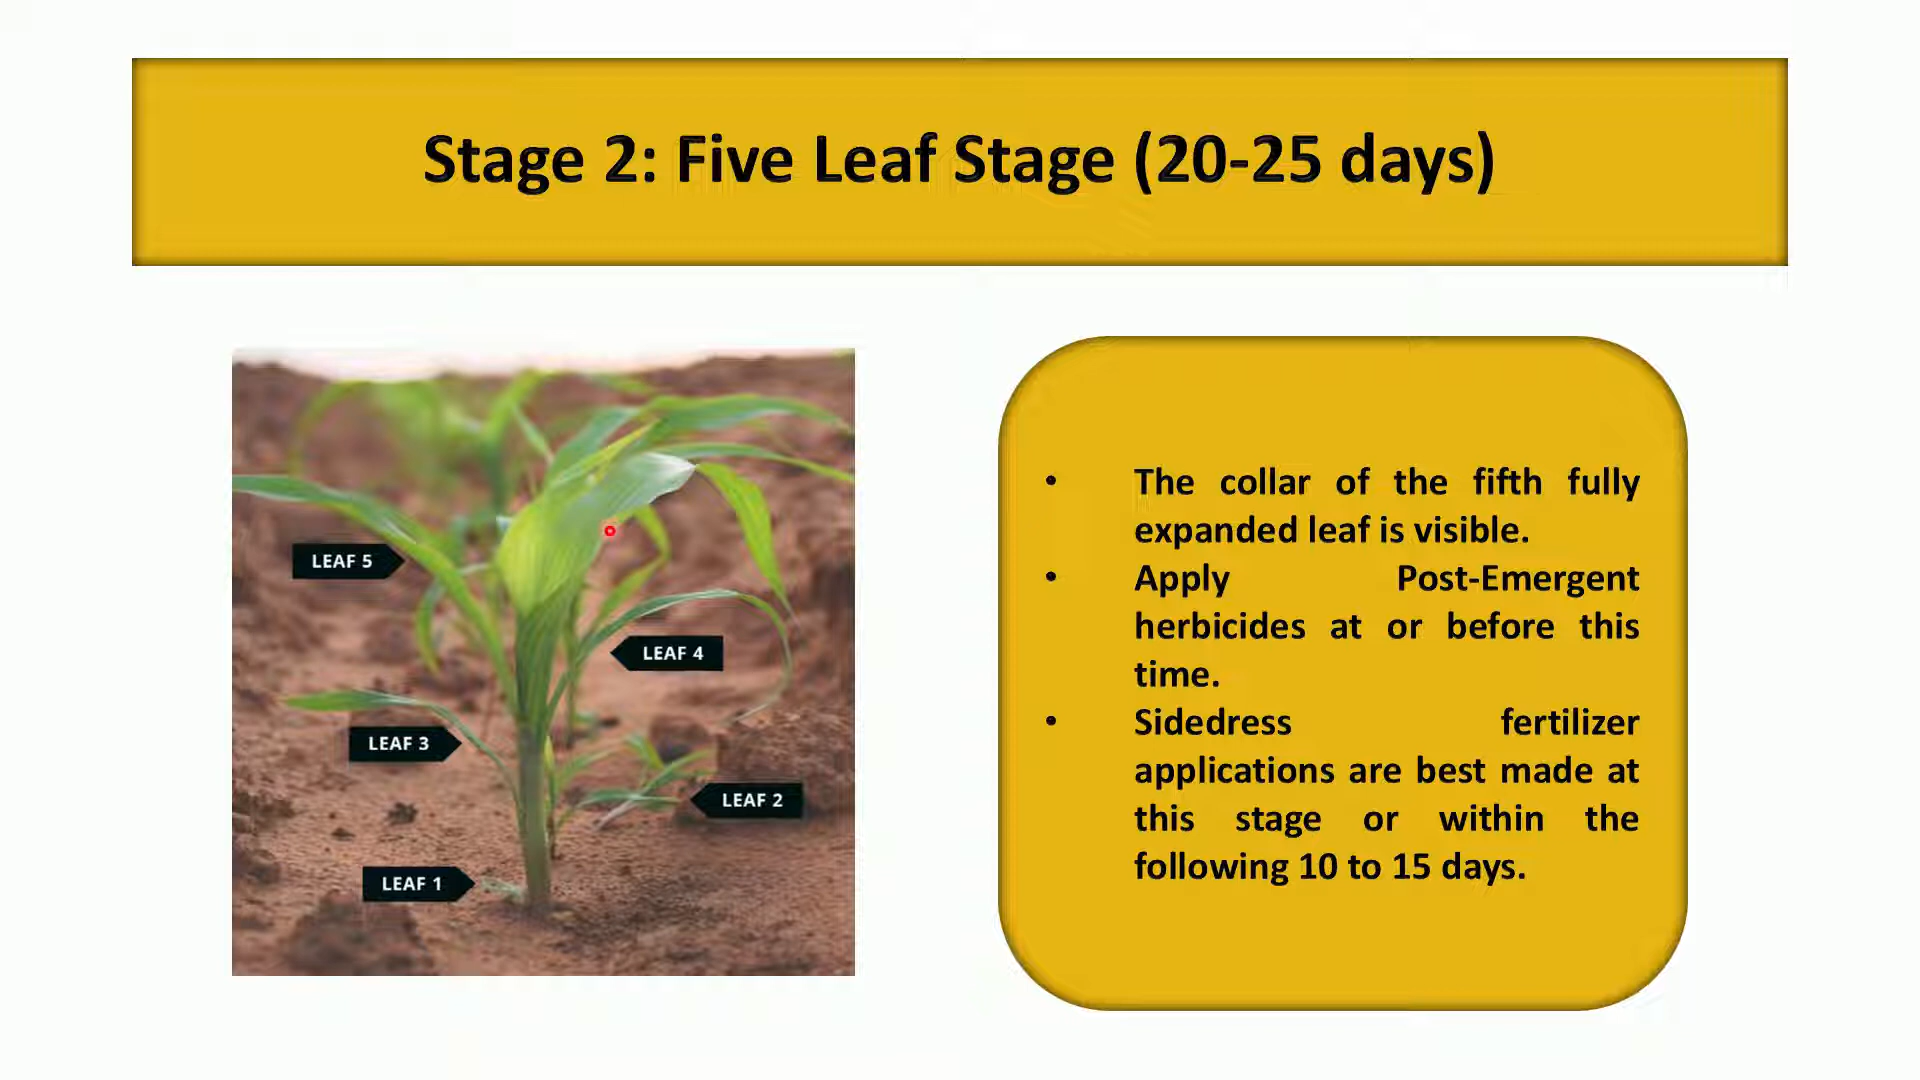 Stage 2: Five Leaf Stage (20-25 days)
LEAF 5
LEAF 4
LEAF 3
LEAF 2
LEAF 1
• The collar of the fifth fully
expanded leaf is visible.
• Apply Post-Emergent
herbicides at or before this
time.
• Sidedress fertilizer
applications are best made at
this stage or within the
following 10 to 15 days.